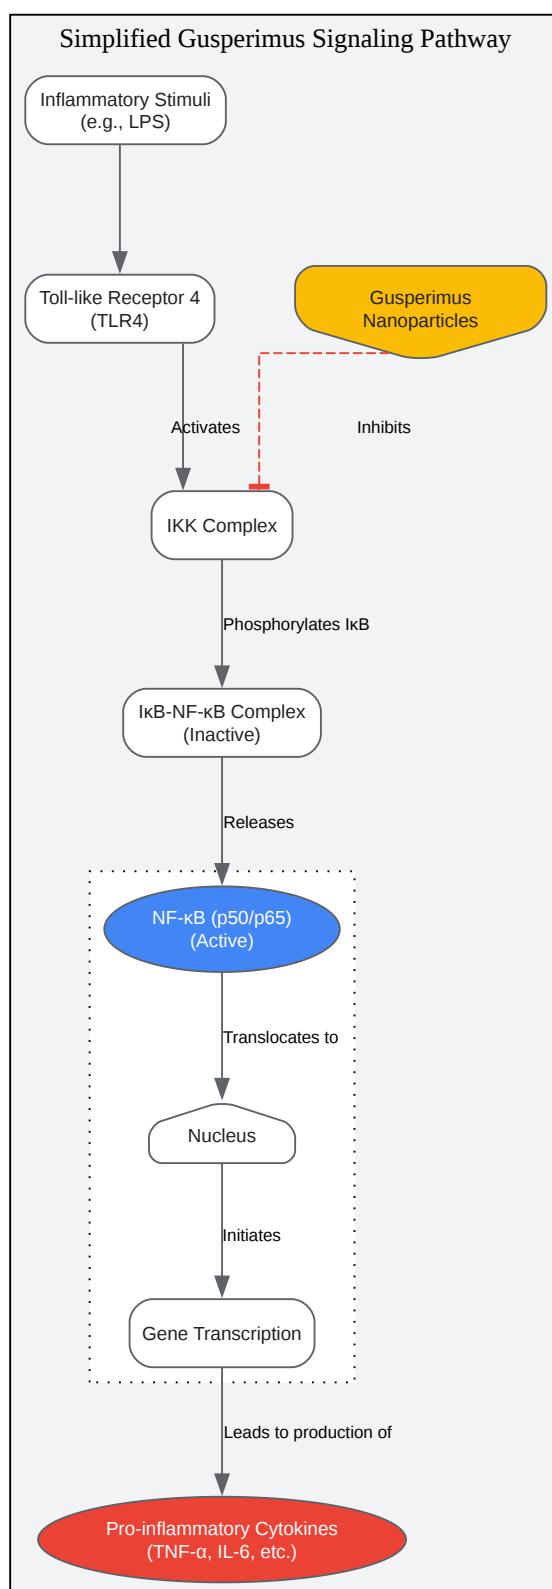 Simplified Gusperimus Signaling Pathway
Inflammatory Stimuli
(e.g., LPS)
Toll-like Receptor 4
(TLR4)
Gusperimus
Nanoparticles
Activates
Inhibits
IKK Complex
Phosphorylates IκB
IκB-NF-κB Complex
(Inactive)
Releases
NF-κB (p50/p65)
(Active)
Translocates to
Nucleus
Initiates
Gene Transcription
Leads to production of
Pro-inflammatory Cytokines
(TNF-α, IL-6, etc.)